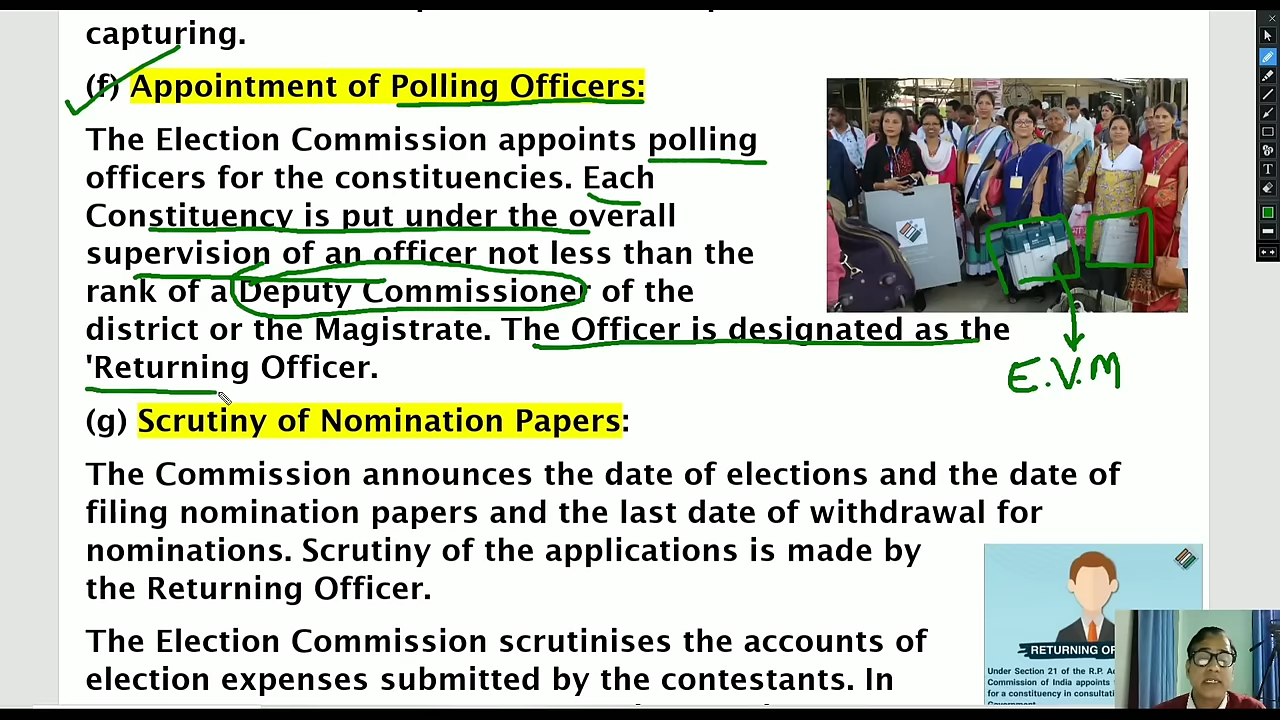 capturing.
(f) Appointment of Polling Officers:
The Election Commission appoints polling
officers for the constituencies. Each
Constituency is put under the overall
supervision of an officer not less than the
rank of a Deputy Commissioner of the
district or the Magistrate. The Officer is designated as the
'Returning Officer.
E.V.M
(g) Scrutiny of Nomination Papers:
The Commission announces the date of elections and the date of
filing nomination papers and the last date of withdrawal for
nominations. Scrutiny of the applications is made by
the Returning Officer.
The Election Commission scrutinises the accounts of
election expenses submitted by the contestants. In
RETURNING OF
Under Section 21 of the R.P. Ac
Commission of India appoints
for a constituency in consultati
T